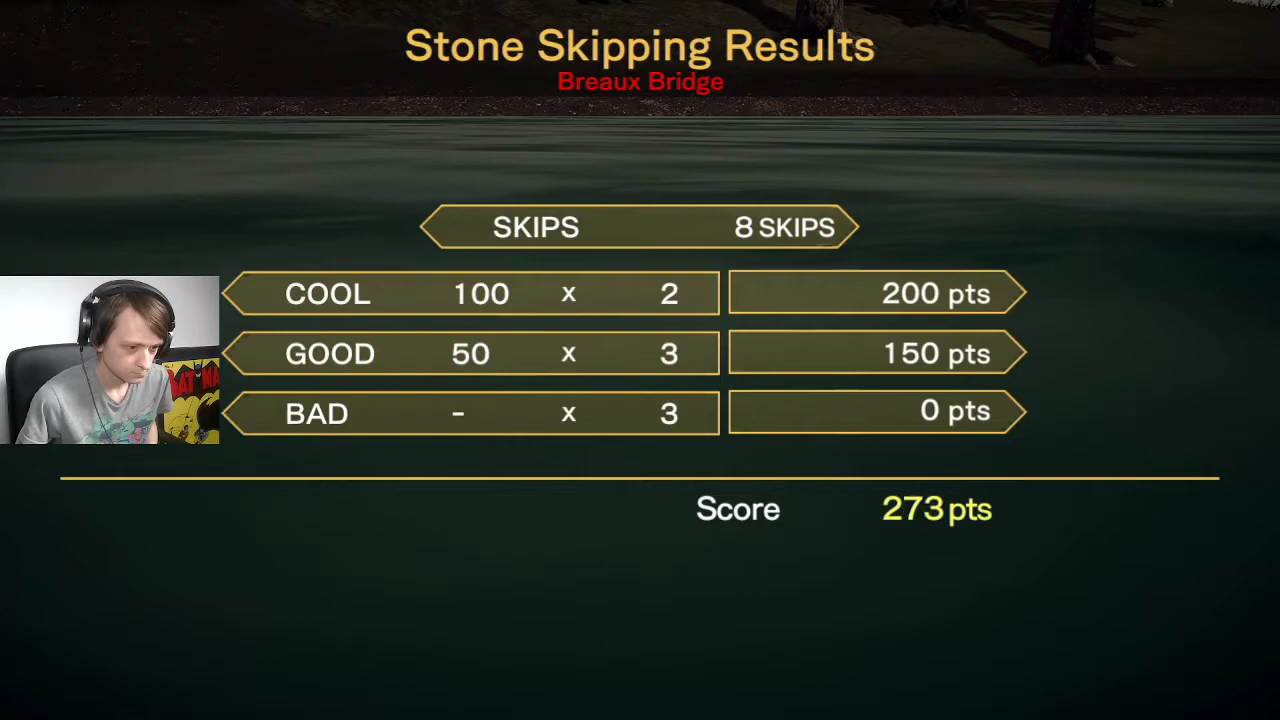 Stone Skipping Results
Breaux Bridge
SKIPS 8 SKIPS
COOL 100 x 2 200 pts
GOOD 50 x 3 150 pts
BAD - x 3 0 pts
Score 273 pts
BATMA